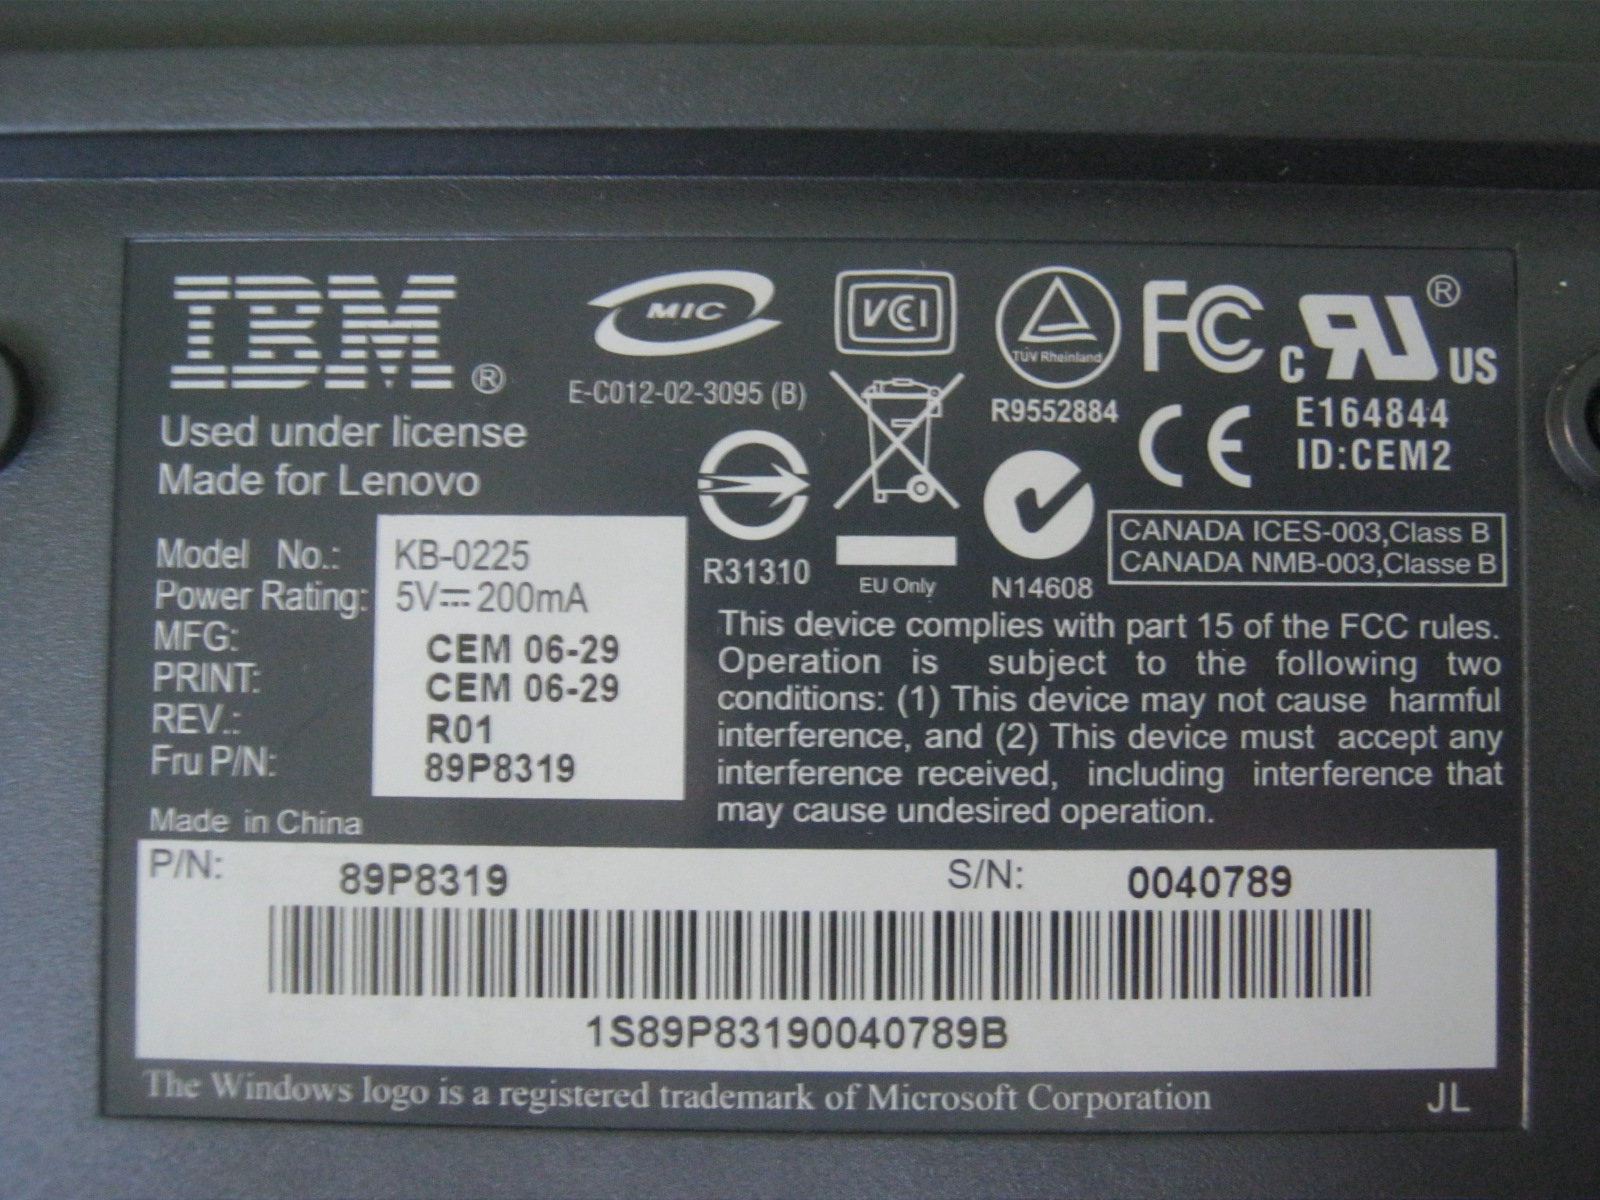 IBM ®
Used under license
Made for Lenovo
MIC
E-C012-02-3095 (B)
VCI
TÜV Rheinland
R9552884
FC
C RU US ®
E164844
ID:CEM2
CE
R31310
EU Only
N14608
CANADA ICES-003,Class B
CANADA NMB-003,Classe B
Model No.: KB-0225
Power Rating: 5V⎓200mA
MFG: CEM 06-29
PRINT: CEM 06-29
REV.: R01
Fru P/N: 89P8319
Made in China
This device complies with part 15 of the FCC rules.
Operation is subject to the following two
conditions: (1) This device may not cause harmful
interference, and (2) This device must accept any
interference received, including interference that
may cause undesired operation.
P/N: 89P8319 S/N: 0040789
1S89P83190040789B
The Windows logo is a registered trademark of Microsoft Corporation JL